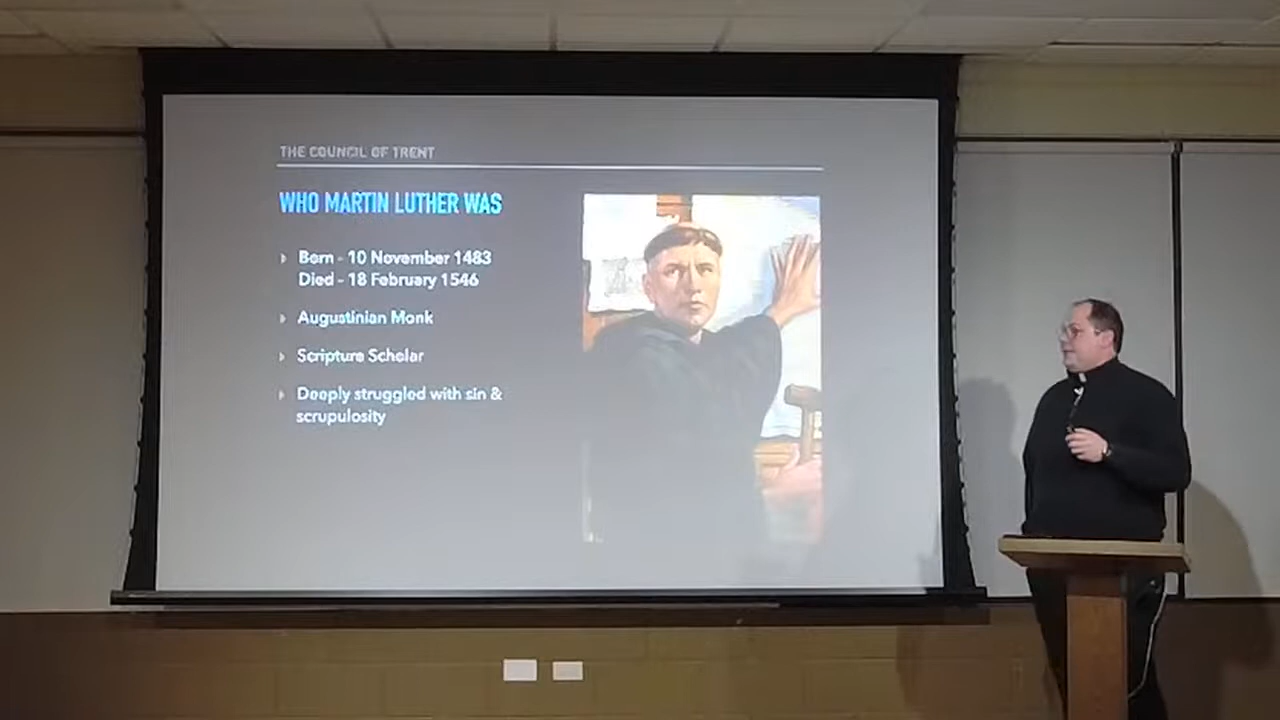 THE COUNCIL OF TRENT
WHO MARTIN LUTHER WAS
Born - 10 November 1483
Died - 18 February 1546
Augustinian Monk
Scripture Scholar
Deeply struggled with sin &
scrupulosity